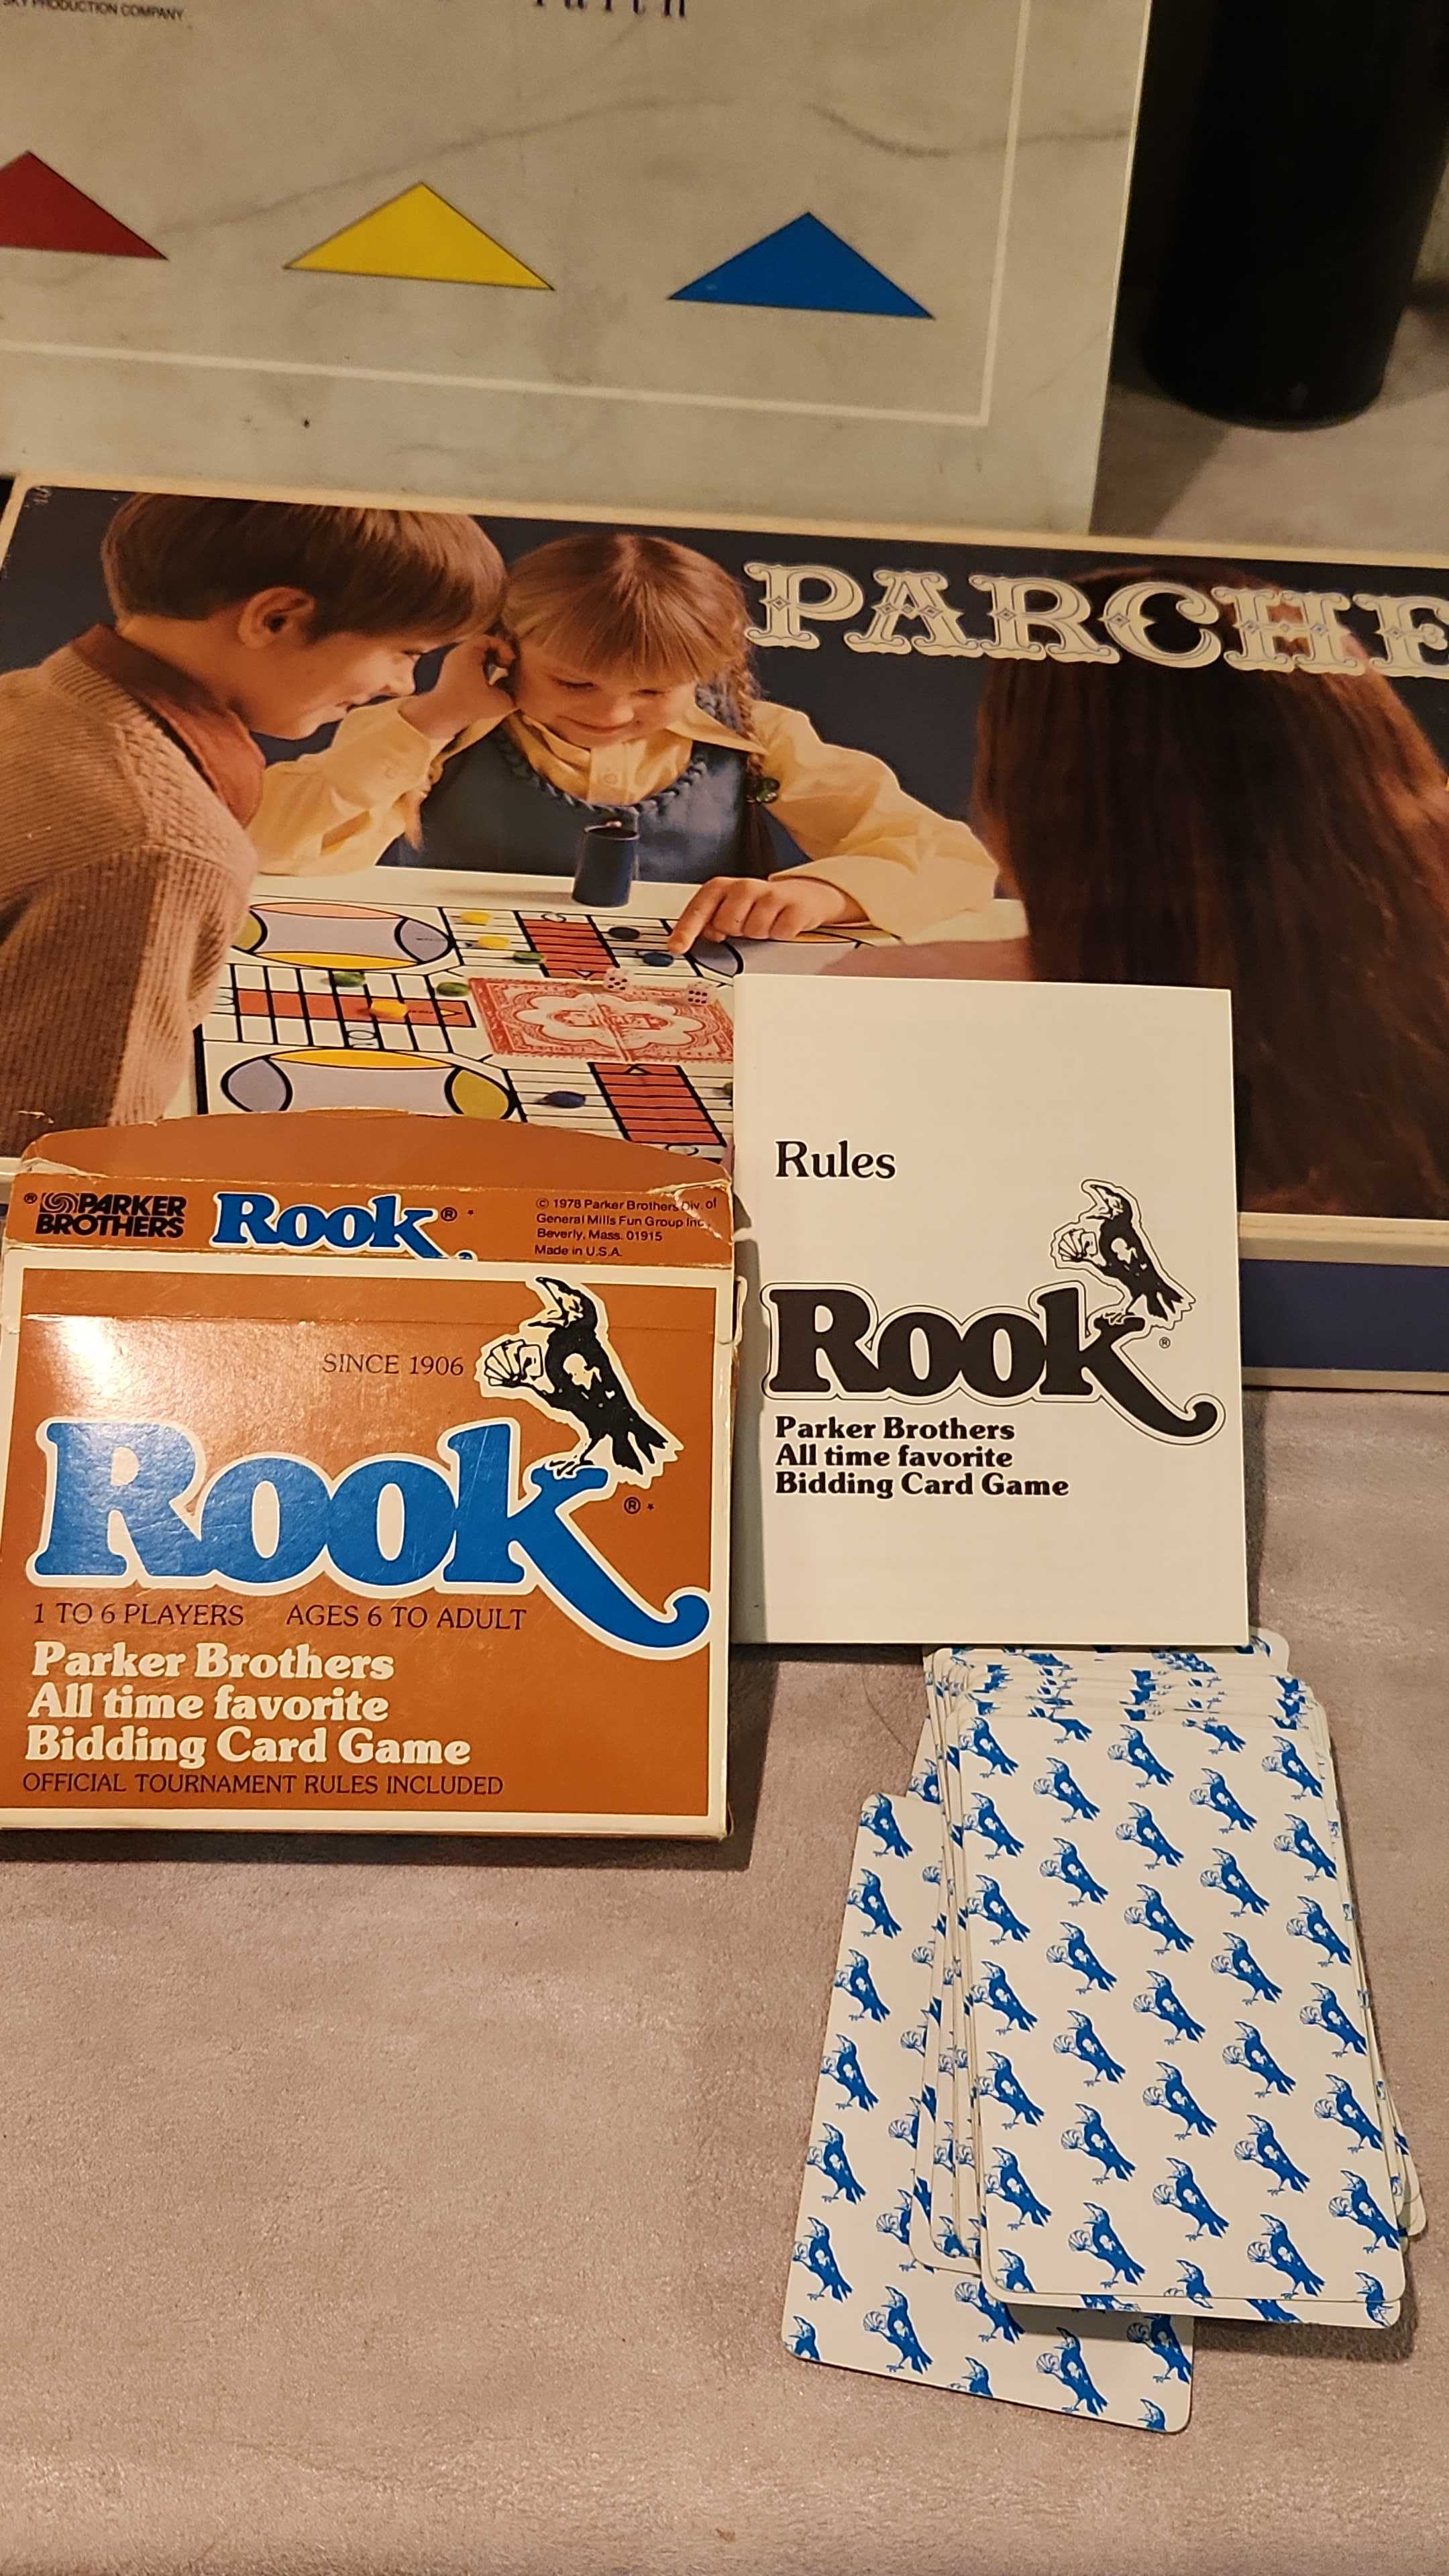 SKY PRODUCTION COMPANY
PARCHE
® PARKER
BROTHERS
Rook®
© 1978 Parker Brothers Div. of
General Mills Fun Group Inc.
Beverly, Mass. 01915
Made in U.S.A.
SINCE 1906
Rook®
1 TO 6 PLAYERS AGES 6 TO ADULT
Parker Brothers
All time favorite
Bidding Card Game
OFFICIAL TOURNAMENT RULES INCLUDED
Rules
Rook®
Parker Brothers
All time favorite
Bidding Card Game